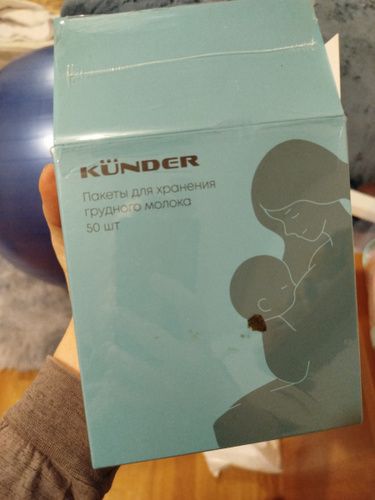 KÜNDER
Пакеты для хранения
грудного молока
50 шт